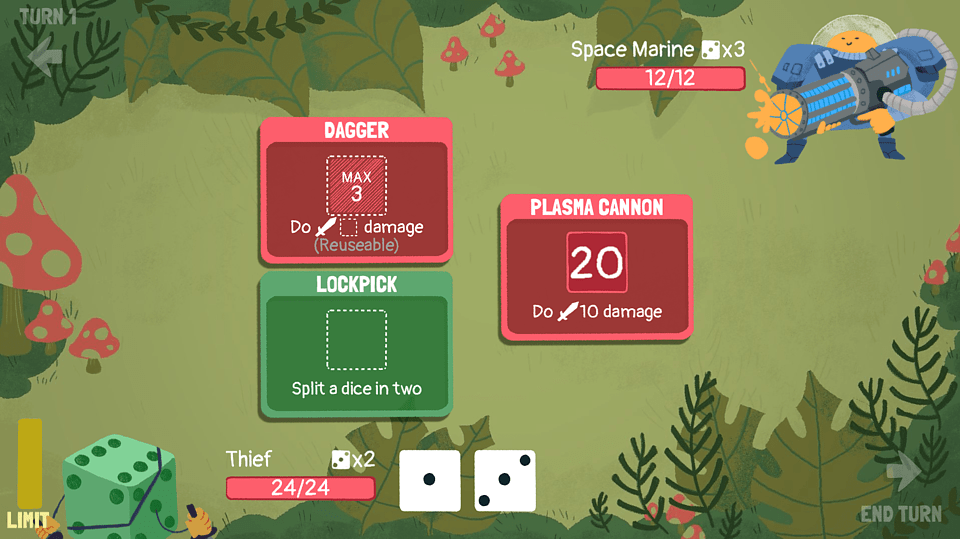 TURN 1
Space Marine x3
12/12
DAGGER
MAX
3
Do damage
(Reuseable)
LOCKPICK
Split a dice in two
PLASMA CANNON
20
Do 10 damage
Thief x2
24/24
LIMIT
END TURN